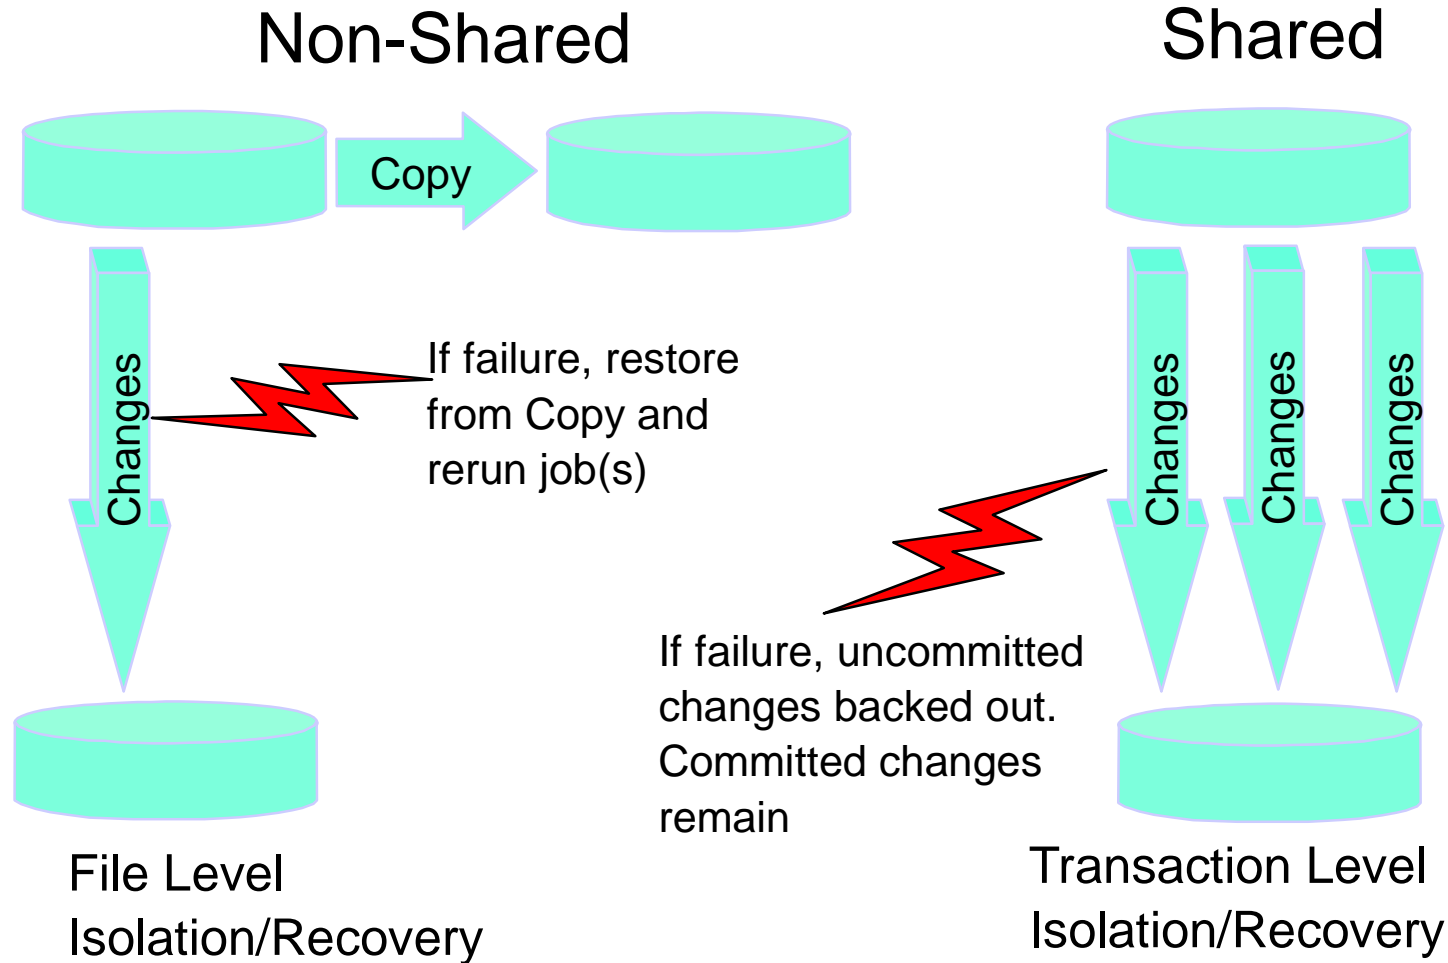 Non-Shared
Shared
Copy
Changes
If failure, restore
from Copy and
rerun job(s)
Changes
Changes
Changes
If failure, uncommitted
changes backed out.
Committed changes
remain
File Level
Isolation/Recovery
Transaction Level
Isolation/Recovery